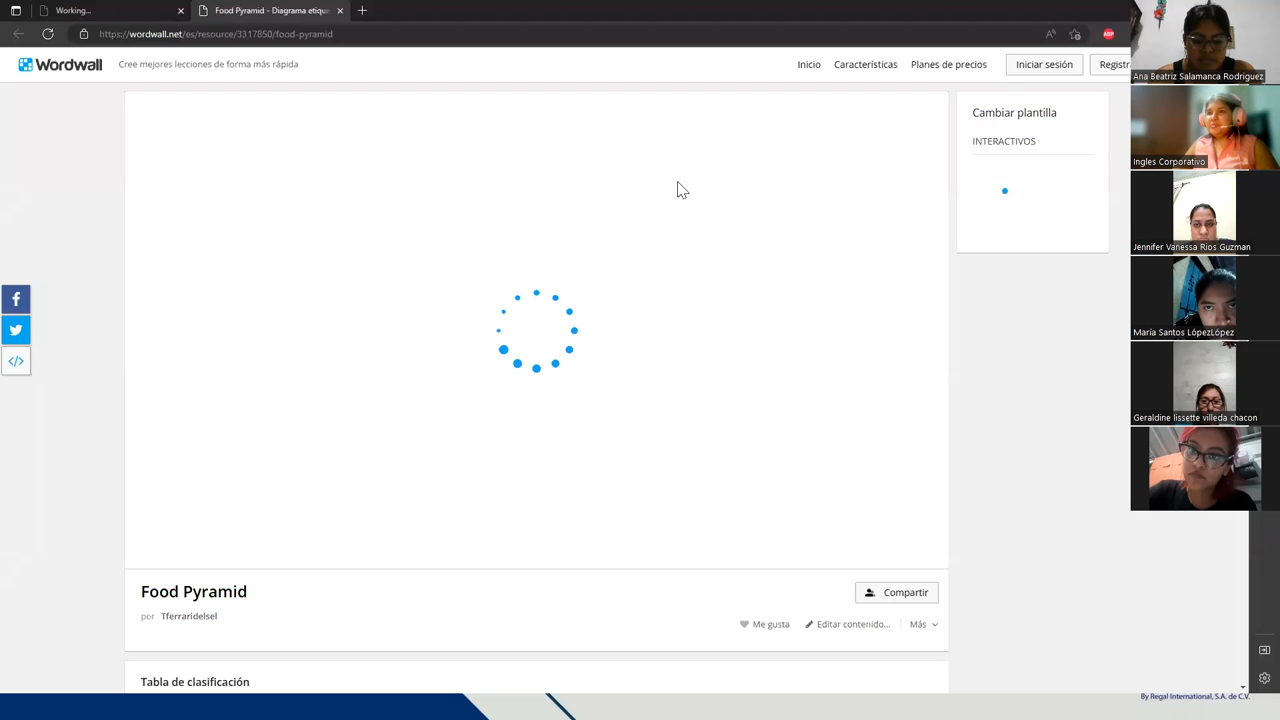 Working...
Food Pyramid - Diagrama etique
https://wordwall.net/es/resource/3317850/food-pyramid
ABP
Wordwall
Cree mejores lecciones de forma más rápida
Inicio
Características
Planes de precios
Iniciar sesión
Registr
Cambiar plantilla
INTERACTIVOS
Food Pyramid
por Tferraridelsel
Compartir
Me gusta
Editar contenido...
Más
Tabla de clasificación
Ana Beatriz Salamanca Rodriguez
Ingles Corporativo
Jennifer Vanessa Rios Guzman
María Santos LópezLópez
Geraldine lissette villeda chacon
By Regal International, S.A. de C.V.